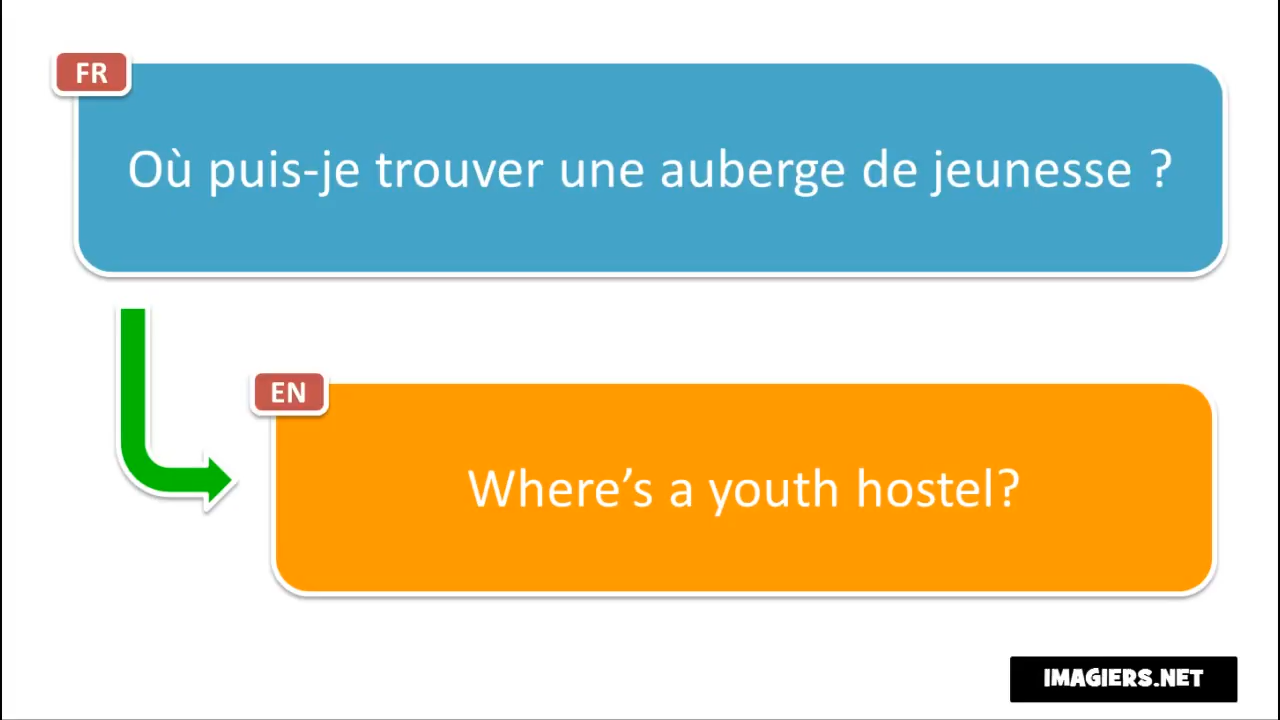 FR
Où puis-je trouver une auberge de jeunesse ?
EN
Where’s a youth hostel?
IMAGIERS.NET